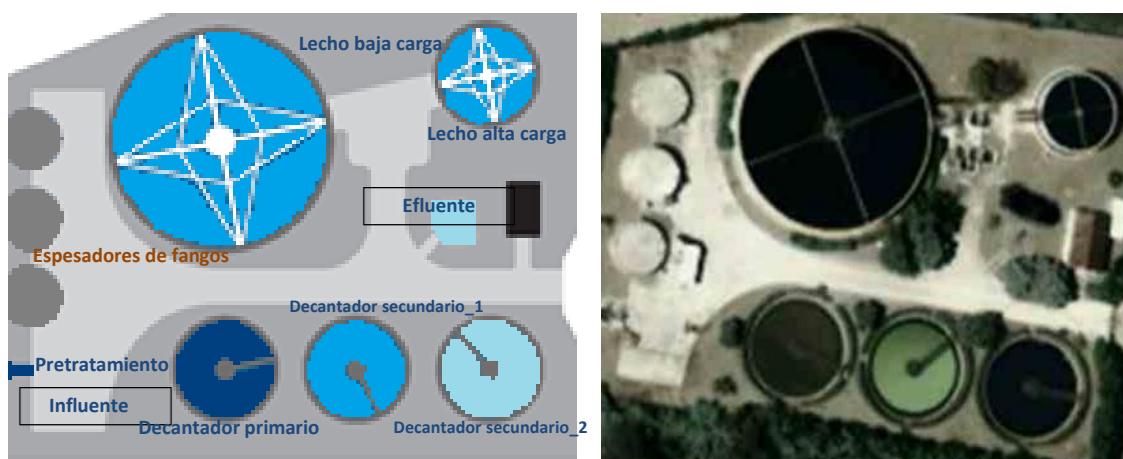 Lecho baja carga
Lecho alta carga
Efluente
Espesadores de fangos
Decantador secundario_1
Pretratamiento
Influente
Decantador primario
Decantador secundario_2